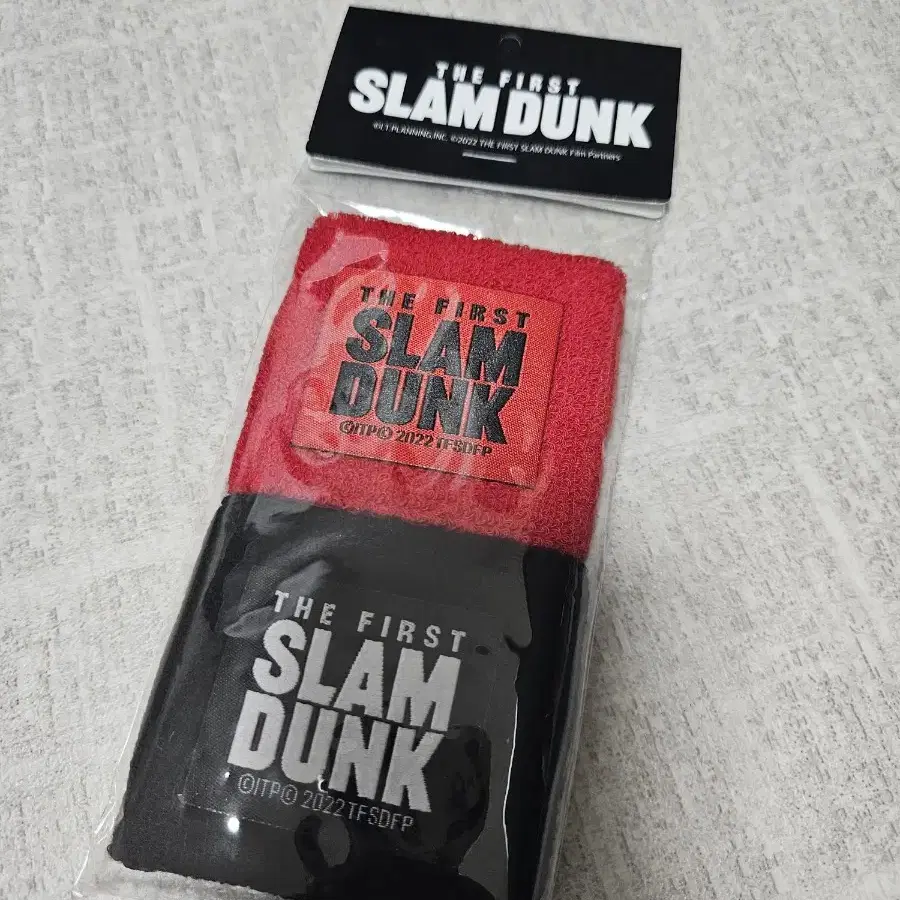 THE FIRST
SLAM DUNK
©I.T.PLANNING,INC. ©2022 THE FIRST SLAM DUNK Film Partners
THE FIRST
SLAM
DUNK
©ITP© 2022 TFSDFP
THE FIRST
SLAM
DUNK
©ITP© 2022 TFSDFP